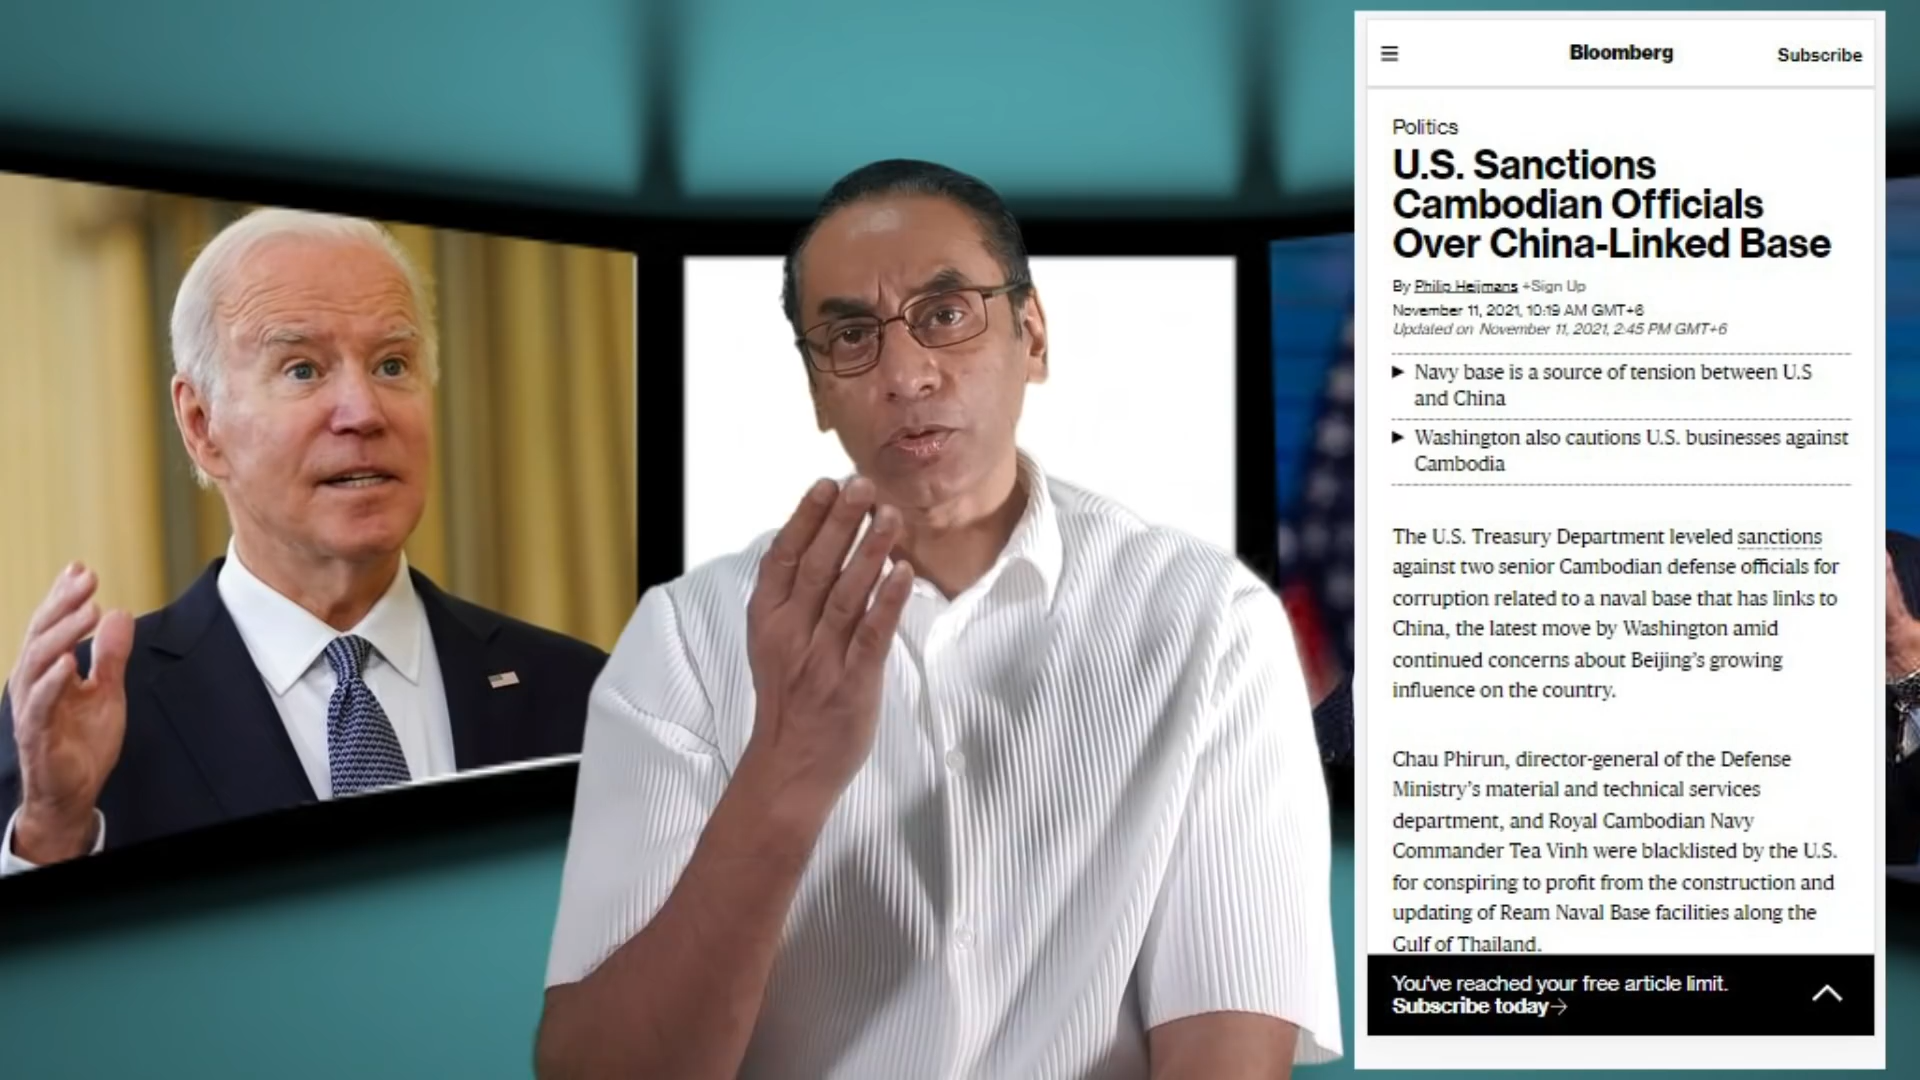 Bloomberg
Subscribe
Politics
U.S. Sanctions
Cambodian Officials
Over China-Linked Base
By Philip Heijmans +Sign Up
November 11, 2021, 10:19 AM GMT+6
Updated on November 11, 2021, 2:45 PM GMT+6
Navy base is a source of tension between U.S
and China
Washington also cautions U.S. businesses against
Cambodia
The U.S. Treasury Department leveled sanctions
against two senior Cambodian defense officials for
corruption related to a naval base that has links to
China, the latest move by Washington amid
continued concerns about Beijing's growing
influence on the country.
Chau Phirun, director-general of the Defense
Ministry's material and technical services
department, and Royal Cambodian Navy
Commander Tea Vinh were blacklisted by the U.S.
for conspiring to profit from the construction and
updating of Ream Naval Base facilities along the
Gulf of Thailand.
You've reached your free article limit.
Subscribe today→